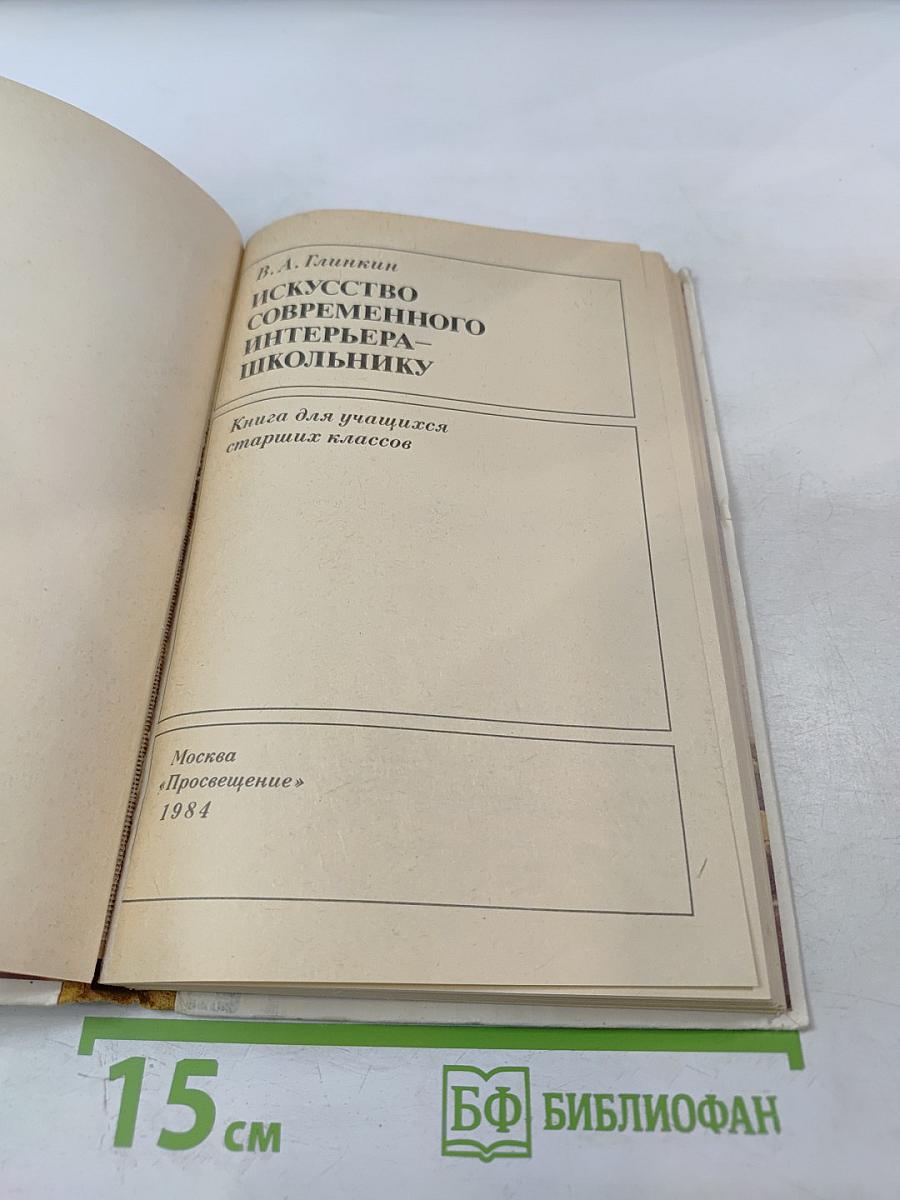 В. А. Глинкин
ИСКУССТВО
СОВРЕМЕННОГО
ИНТЕРЬЕРА–
ШКОЛЬНИКУ
Книга для учащихся
старших классов
Москва
«Просвещение»
1984
15 см
БФ БИБЛИОФАН